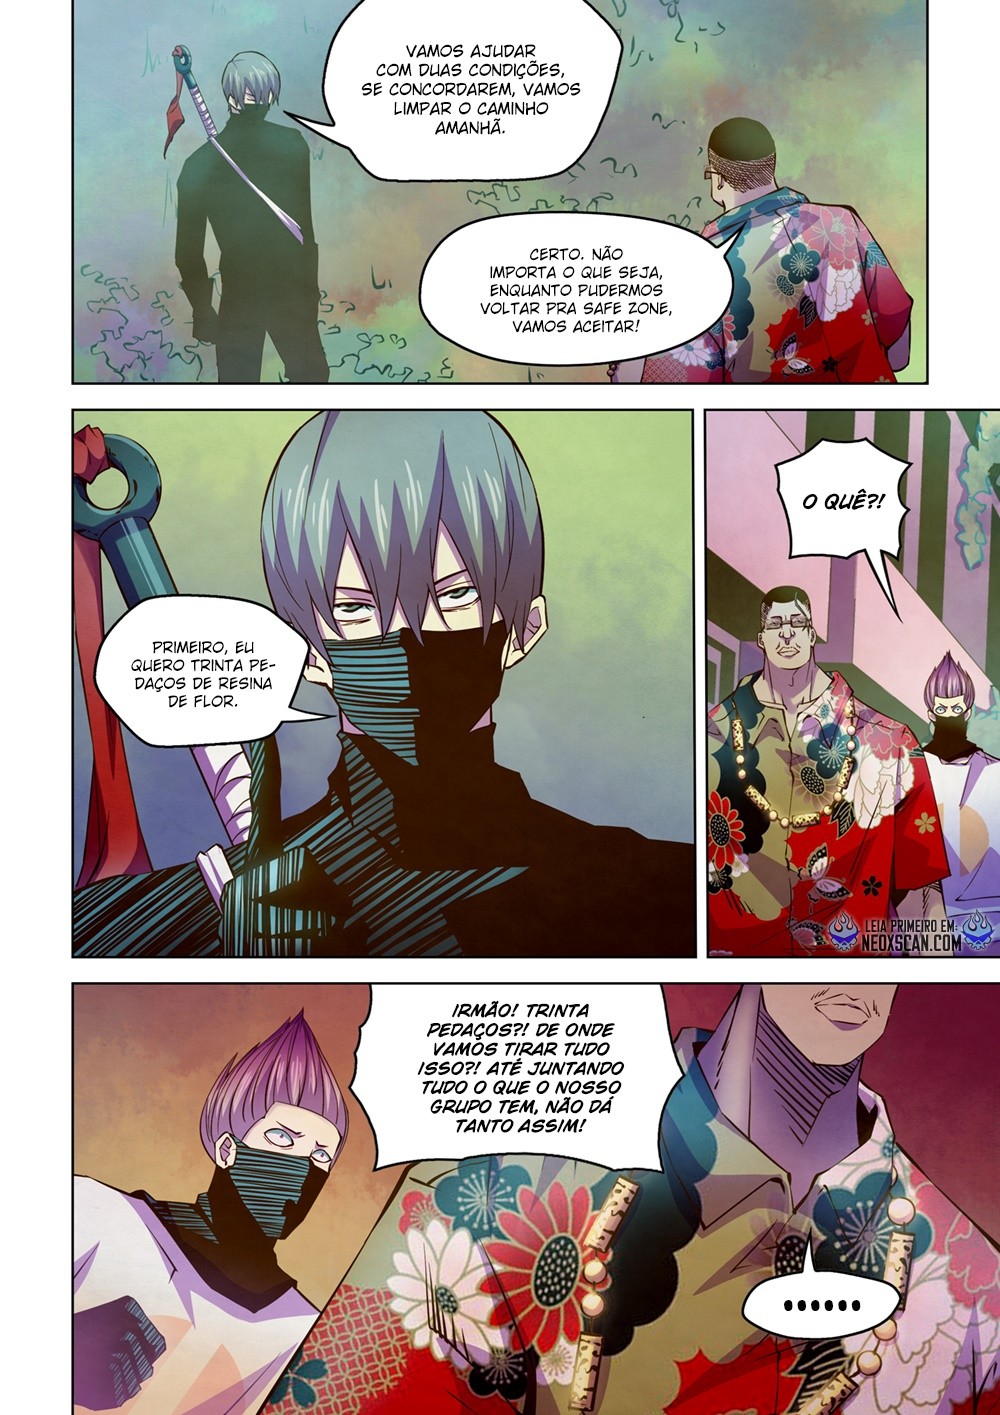 VAMOS AJUDAR
COM DUAS CONDIÇÕES,
SE CONCORDAREM, VAMOS
LIMPAR O CAMINHO
AMANHÃ.
CERTO. NÃO
IMPORTA O QUE SEJA,
ENQUANTO PUDERMOS
VOLTAR PRA SAFE ZONE,
VAMOS ACEITAR!
PRIMEIRO, EU
QUERO TRINTA PE-
DAÇOS DE RESINA
DE FLOR.
O QUÊ?!
LEIA PRIMEIRO EM:
NEOXSCAN.COM
IRMÃO! TRINTA
PEDAÇOS?! DE ONDE
VAMOS TIRAR TUDO
ISSO?! ATÉ JUNTANDO
TUDO O QUE O NOSSO
GRUPO TEM, NÃO DÁ
TANTO ASSIM!
......